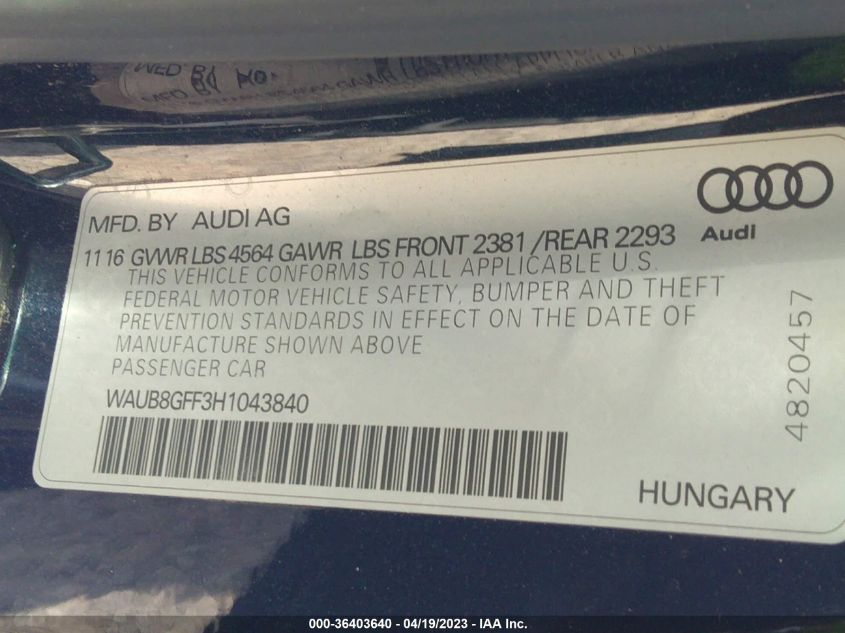 MFD. BY AUDI AG
Audi
11 16 GVWR LBS 4564 GAWR LBS FRONT 2381 /REAR 2293
THIS VEHICLE CONFORMS TO ALL APPLICABLE U.S.
FEDERAL MOTOR VEHICLE SAFETY, BUMPER AND THEFT
PREVENTION STANDARDS IN EFFECT ON THE DATE OF
MANUFACTURE SHOWN ABOVE
PASSENGER CAR
WAUB8GFF3H1043840
4820457
HUNGARY
000-36403640 / 04/19/2023 - IAA Inc.